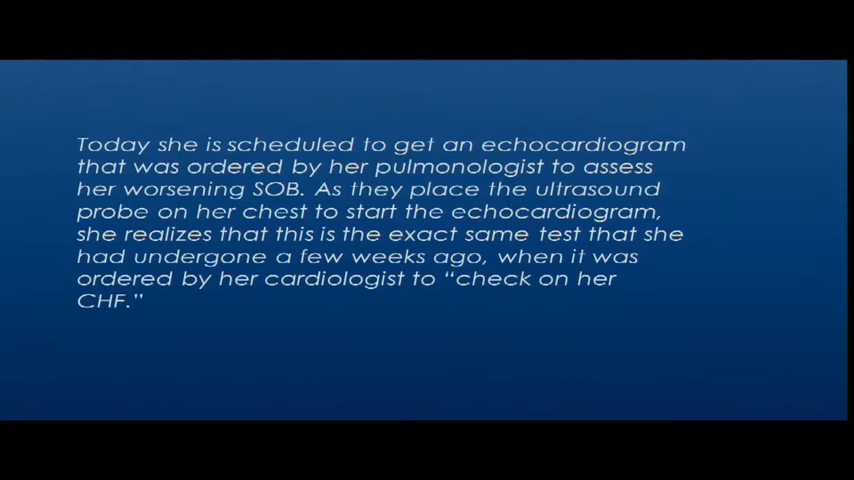 Today she is scheduled to get an echocardiogram
that was ordered by her pulmonologist to assess
her worsening SOB. As they place the ultrasound
probe on her chest to start the echocardiogram,
she realizes that this is the exact same test that she
had undergone a few weeks ago, when it was
ordered by her cardiologist to “check on her
CHF.”